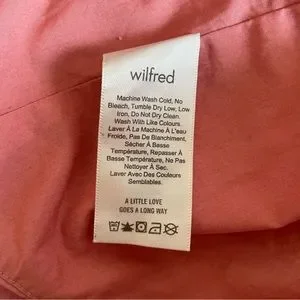 wilfred
Machine Wash Cold, No
Bleach, Tumble Dry Low, Low
Iron, Do Not Dry Clean.
Wash With Like Colours.
Laver À La Machine À L'eau
Froide, Pas De Blanchiment,
Sécher À Basse
Température, Repasser À
Basse Température, Ne Pas
Nettoyer À Sec.
Laver Avec Des Couleurs
Semblables.
A LITTLE LOVE
GOES A LONG WAY